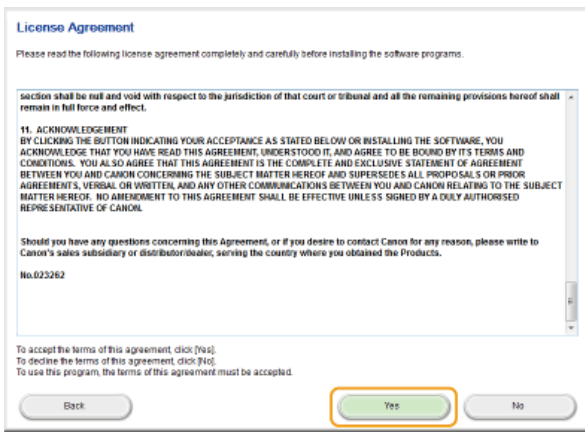 License Agreement
Please read the following license agreement completely and carefully before installing the software programs.
section shall be null and void with respect to the jurisdiction of that court or tribunal and all the remaining provisions hereof shall
remain in full force and effect.
11. ACKNOWLEDGEMENT
BY CLICKING THE BUTTON INDICATING YOUR ACCEPTANCE AS STATED BELOW OR INSTALLING THE SOFTWARE, YOU
ACKNOWLEDGE THAT YOU HAVE READ THIS AGREEMENT, UNDERSTOOD IT, AND AGREE TO BE BOUND BY ITS TERMS AND
CONDITIONS. YOU ALSO AGREE THAT THIS AGREEMENT IS THE COMPLETE AND EXCLUSIVE STATEMENT OF AGREEMENT
BETWEEN YOU AND CANON CONCERNING THE SUBJECT MATTER HEREOF AND SUPERSEDES ALL PROPOSALS OR PRIOR
AGREEMENTS, VERBAL OR WRITTEN, AND ANY OTHER COMMUNICATIONS BETWEEN YOU AND CANON RELATING TO THE SUBJECT
MATTER HEREOF. NO AMENDMENT TO THIS AGREEMENT SHALL BE EFFECTIVE UNLESS SIGNED BY A DULY AUTHORISED
REPRESENTATIVE OF CANON.
Should you have any questions concerning this Agreement, or if you desire to contact Canon for any reason, please write to
Canon's sales subsidiary or distributor/dealer, serving the country where you obtained the Products.
No.023262
To accept the terms of this agreement, click [Yes].
To decline the terms of this agreement, click [No].
To use this program, the terms of this agreement must be accepted.
Back
Yes
No